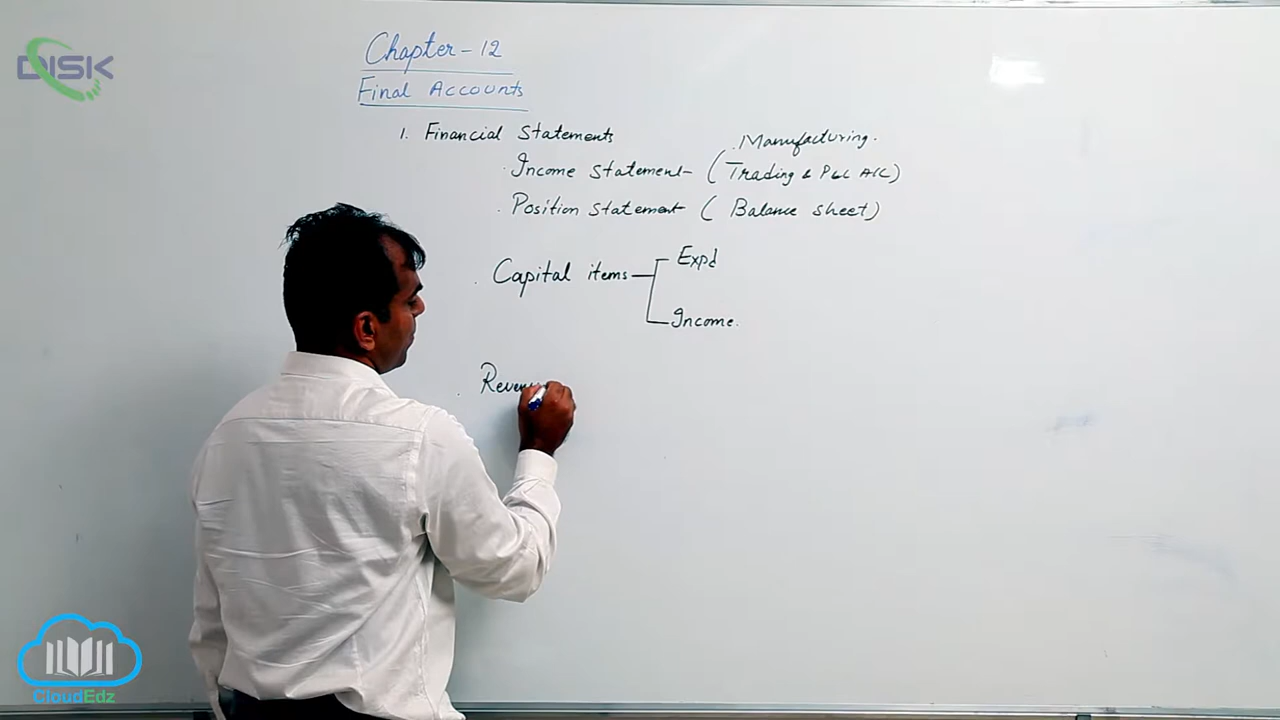 DISK
Chapter - 12
Final Accounts
1. Financial Statements
Manufacturing.
Income Statement - (Trading & P&L A/C)
Position Statement (Balance sheet)
Capital items
Expd
Income.
Reven
CloudEdz